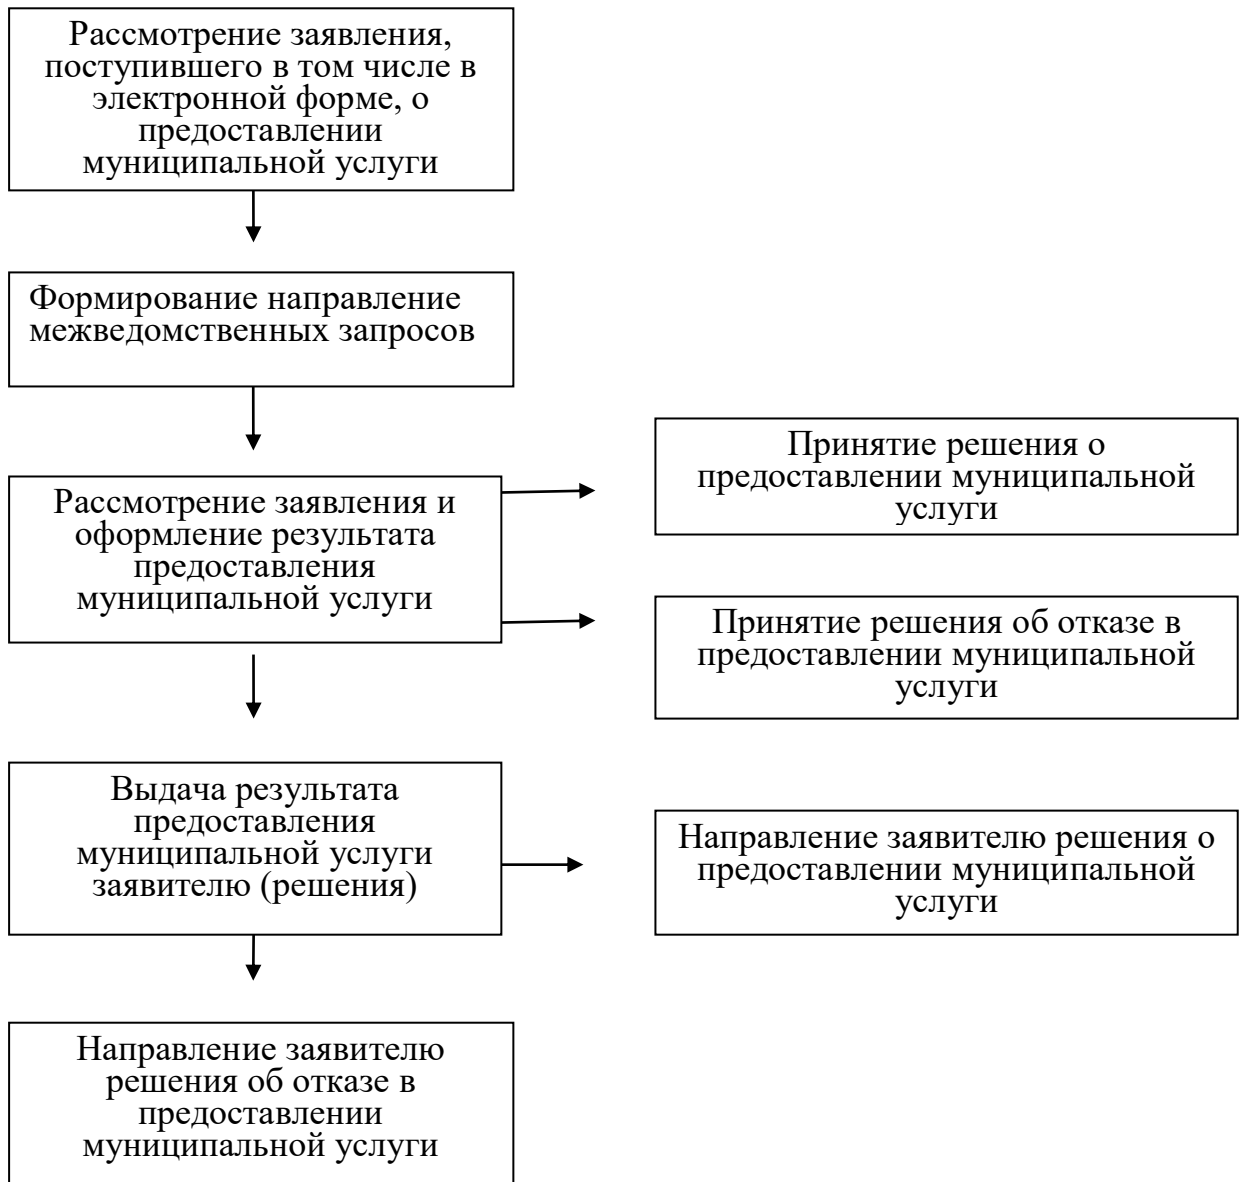 Рассмотрение заявления,
поступившего в том числе в
электронной форме, о
предоставлении
муниципальной услуги
Формирование направление
межведомственных запросов
Рассмотрение заявления и
оформление результата
предоставления
муниципальной услуги
Принятие решения о
предоставлении муниципальной
услуги
Принятие решения об отказе в
предоставлении муниципальной
услуги
Выдача результата
предоставления
муниципальной услуги
заявителю (решения)
Направление заявителю решения о
предоставлении муниципальной
услуги
Направление заявителю
решения об отказе в
предоставлении
муниципальной услуги